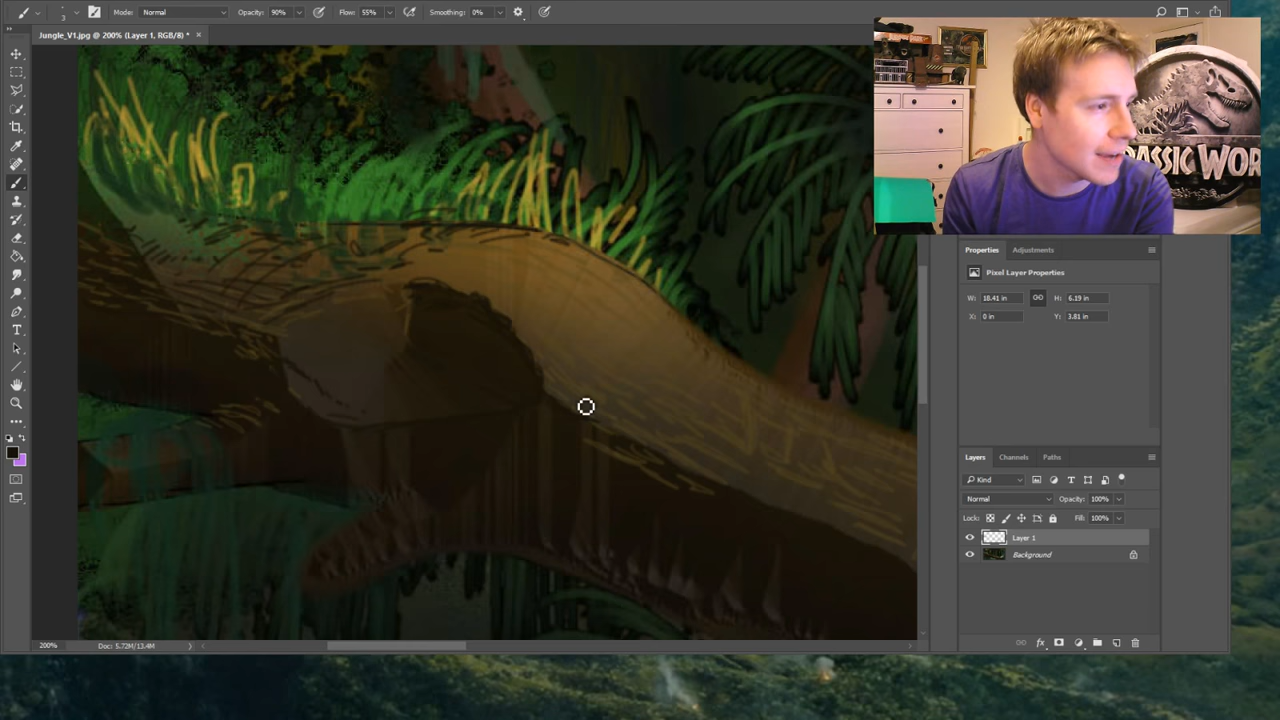 3 Mode: Normal Opacity: 90% Flow: 55% Smoothing: 0%
Jungle_V1.jpg @ 200% (Layer 1, RGB/8) *
JURASSIC WOR
Properties Adjustments
Pixel Layer Properties
W: 18.41 in H: 6.19 in
X: 0 in Y: 3.81 in
Layers Channels Paths
Kind
Normal Opacity: 100%
Lock: Fill: 100%
Layer 1
Background
200% Doc: 5.72M/13.4M